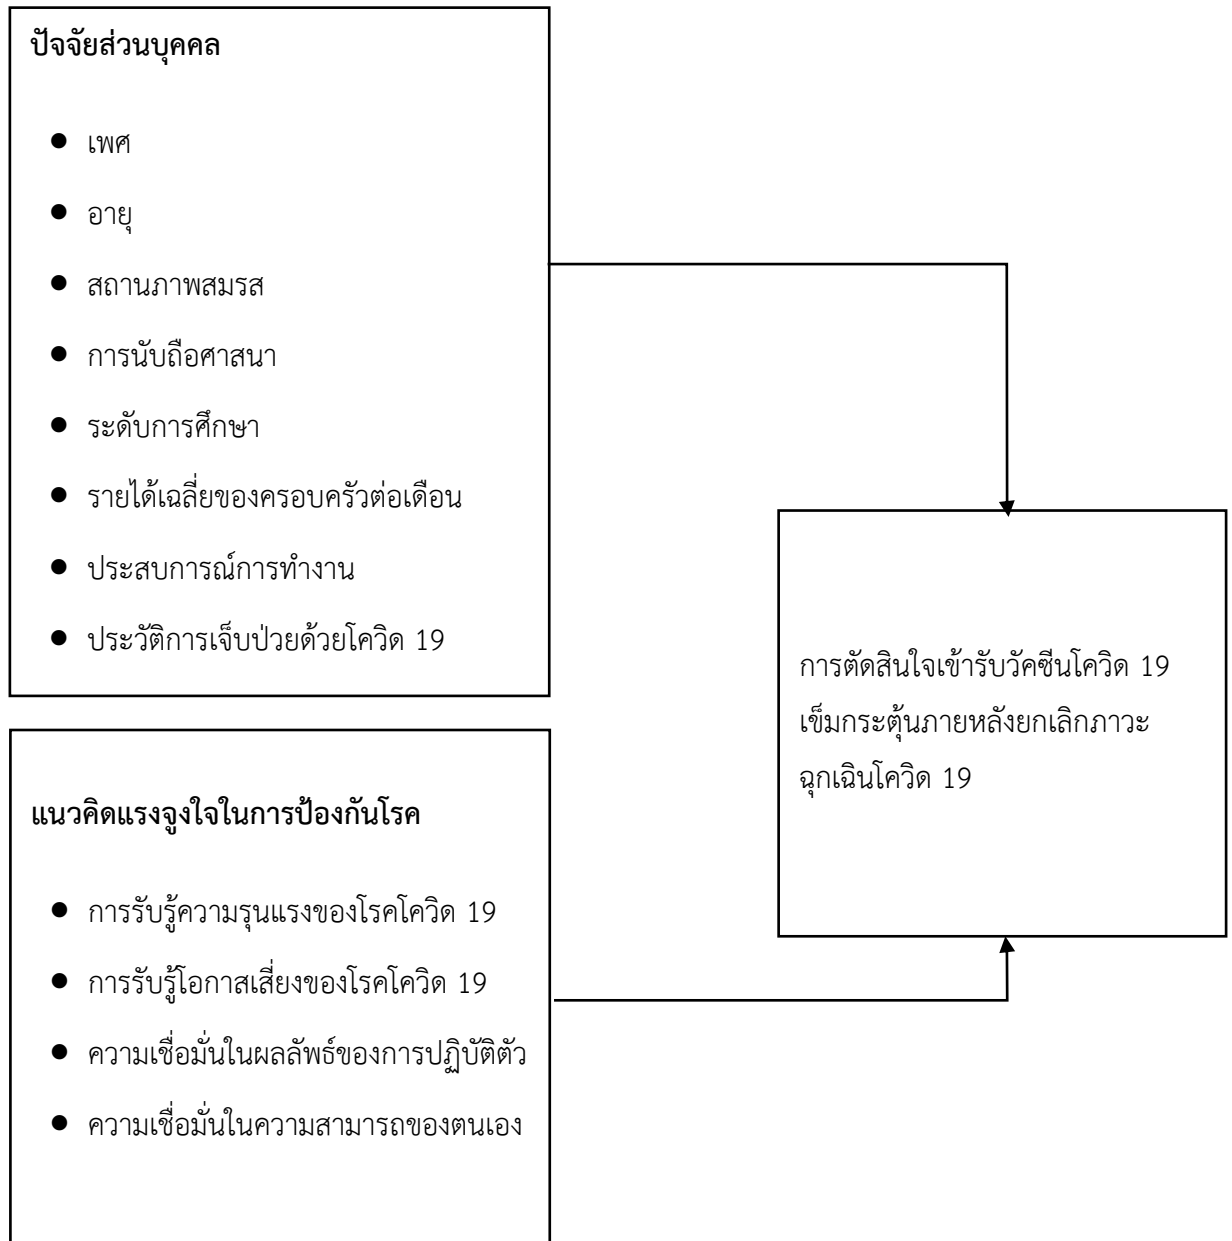 ปัจจัยส่วนบุคคล
● เพศ
● อายุ
● สถานภาพสมรส
● การนับถือศาสนา
● ระดับการศึกษา
● รายได้เฉลี่ยของครอบครัวต่อเดือน
● ประสบการณ์การทำงาน
● ประวัติการเจ็บป่วยด้วยโควิด 19
แนวคิดแรงจูงใจในการป้องกันโรค
● การรับรู้ความรุนแรงของโรคโควิด 19
● การรับรู้โอกาสเสี่ยงของโรคโควิด 19
● ความเชื่อมั่นในผลลัพธ์ของการปฏิบัติตัว
● ความเชื่อมั่นในความสามารถของตนเอง
การตัดสินใจเข้ารับวัคซีนโควิด 19
เข็มกระตุ้นภายหลังยกเลิกภาวะ
ฉุกเฉินโควิด 19